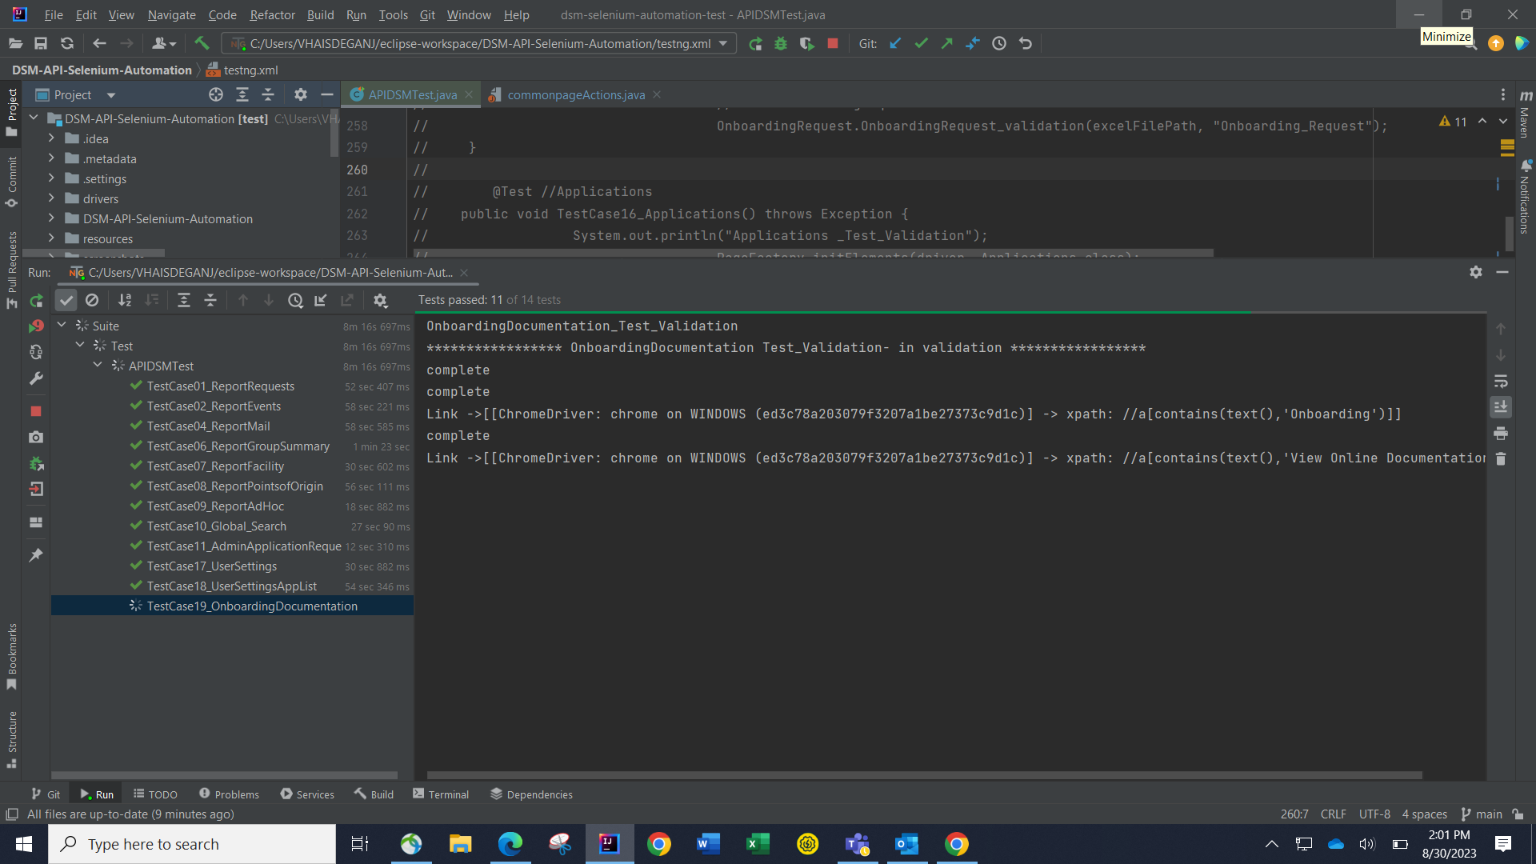 File Edit View Navigate Code Refactor Build Run Tools Git Window Help dsm-selenium-automation-test - APIDSMTest.java
C:/Users/VHAISDEGANJ/eclipse-workspace/DSM-API-Selenium-Automation/testng.xml Git: Minimize
DSM-API-Selenium-Automation testng.xml
Project APIDSMTest.java commonpageActions.java
DSM-API-Selenium-Automation [test] C:\Users\VH
.idea
.metadata
.settings
drivers
DSM-API-Selenium-Automation
resources
258 // OnboardingRequest.OnboardingRequest_validation(excelFilePath, "Onboarding_Request");
259 // }
260 //
261 // @Test //Applications
262 // public void TestCase16_Applications() throws Exception {
263 // System.out.println("Applications _Test_Validation");
11
Project
Commit
Pull Requests
Bookmarks
Structure
m
Maven
Notifications
Run: C:/Users/VHAISDEGANJ/eclipse-workspace/DSM-API-Selenium-Aut...
Tests passed: 11 of 14 tests
Suite 8m 16s 697ms
Test 8m 16s 697ms
APIDSMTest 8m 16s 697ms
TestCase01_ReportRequests 52 sec 407 ms
TestCase02_ReportEvents 58 sec 221 ms
TestCase04_ReportMail 58 sec 585 ms
TestCase06_ReportGroupSummary 1 min 23 sec
TestCase07_ReportFacility 30 sec 602 ms
TestCase08_ReportPointsofOrigin 56 sec 111 ms
TestCase09_ReportAdHoc 18 sec 882 ms
TestCase10_Global_Search 27 sec 90 ms
TestCase11_AdminApplicationReque 12 sec 310 ms
TestCase17_UserSettings 30 sec 882 ms
TestCase18_UserSettingsAppList 54 sec 346 ms
TestCase19_OnboardingDocumentation
OnboardingDocumentation_Test_Validation
***************** OnboardingDocumentation Test_Validation- in validation *****************
complete
complete
Link ->[[ChromeDriver: chrome on WINDOWS (ed3c78a203079f3207a1be27373c9d1c)] -> xpath: //a[contains(text(),'Onboarding')]]
complete
Link ->[[ChromeDriver: chrome on WINDOWS (ed3c78a203079f3207a1be27373c9d1c)] -> xpath: //a[contains(text(),'View Online Documentation
Git Run TODO Problems Services Build Terminal Dependencies
All files are up-to-date (9 minutes ago) 260:7 CRLF UTF-8 4 spaces main
Type here to search
2:01 PM
8/30/2023